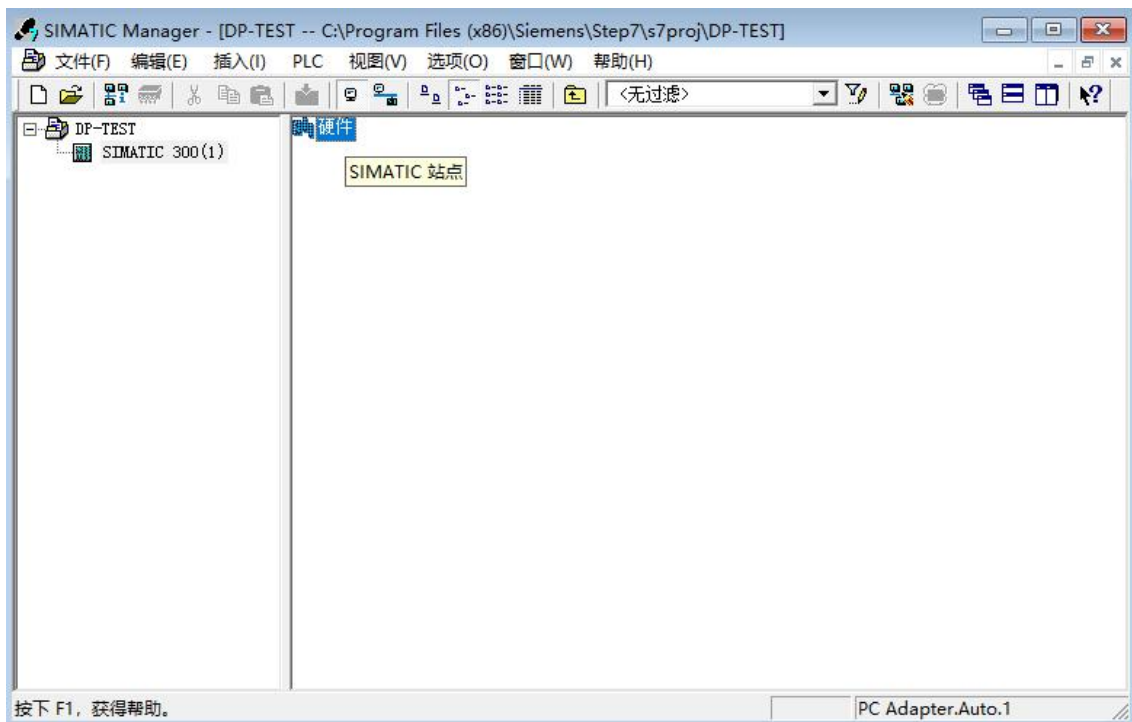 SIMATIC Manager - [DP-TEST -- C:\Program Files (x86)\Siemens\Step7\s7proj\DP-TEST]
文件(F) 编辑(E) 插入(I) PLC 视图(V) 选项(O) 窗口(W) 帮助(H)
<无过滤>
DP-TEST
SIMATIC 300(1)
硬件
SIMATIC 站点
按下 F1，获得帮助。
PC Adapter.Auto.1